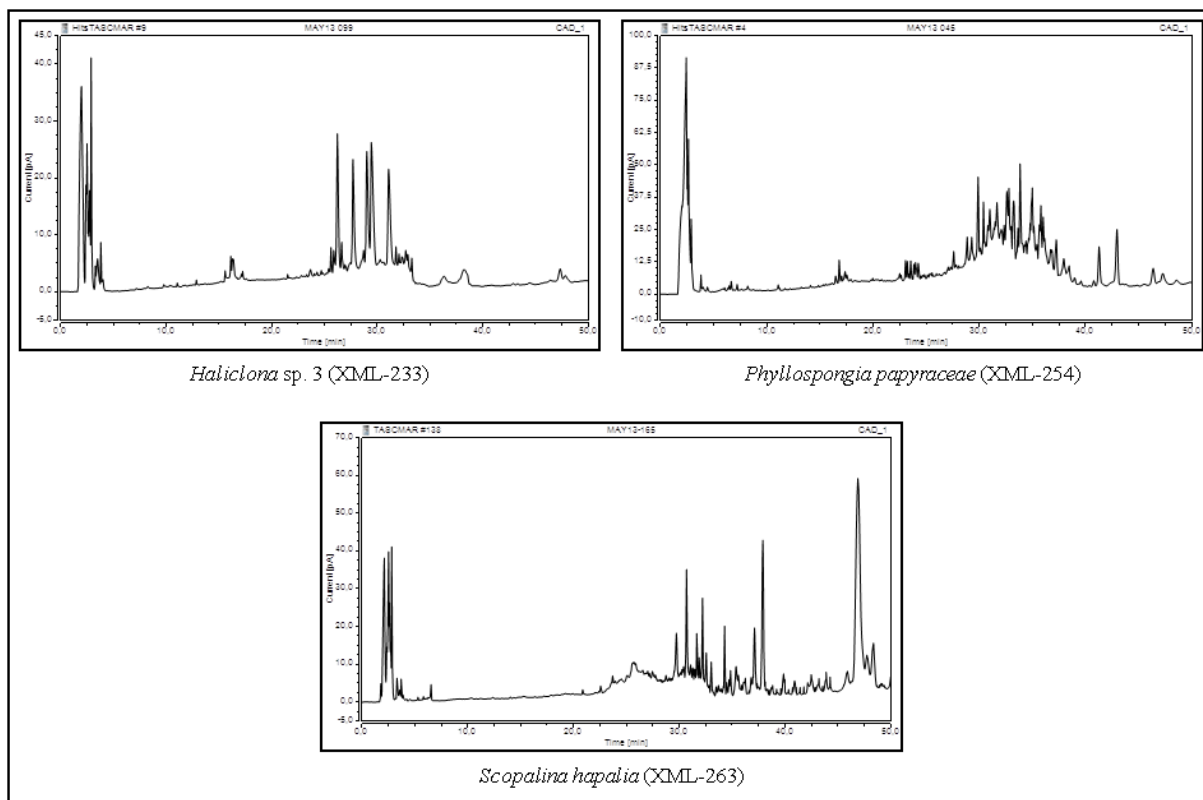 HitsTASCMAR #9 MAY13 099 CAD_1
45.0
40.0
30.0
20.0
10.0
0.0
-5.0
Current [pA]
0.0 10.0 20.0 30.0 40.0 50.0
Time [min]
Haliclona sp. 3 (XML-233)
HitsTASCMAR #4 MAY13 045 CAD_1
100.0
87.5
75.0
62.5
50.0
37.5
25.0
12.5
0.0
-10.0
Current [pA]
0.0 10.0 20.0 30.0 40.0 50.0
Time [min]
Phyllospongia papyraceae (XML-254)
TASCMAR #138 MAY13-165 CAD_1
70.0
60.0
50.0
40.0
30.0
20.0
10.0
0.0
-5.0
Current [pA]
0.0 10.0 20.0 30.0 40.0 50.0
Time [min]
Scopalina hapalia (XML-263)